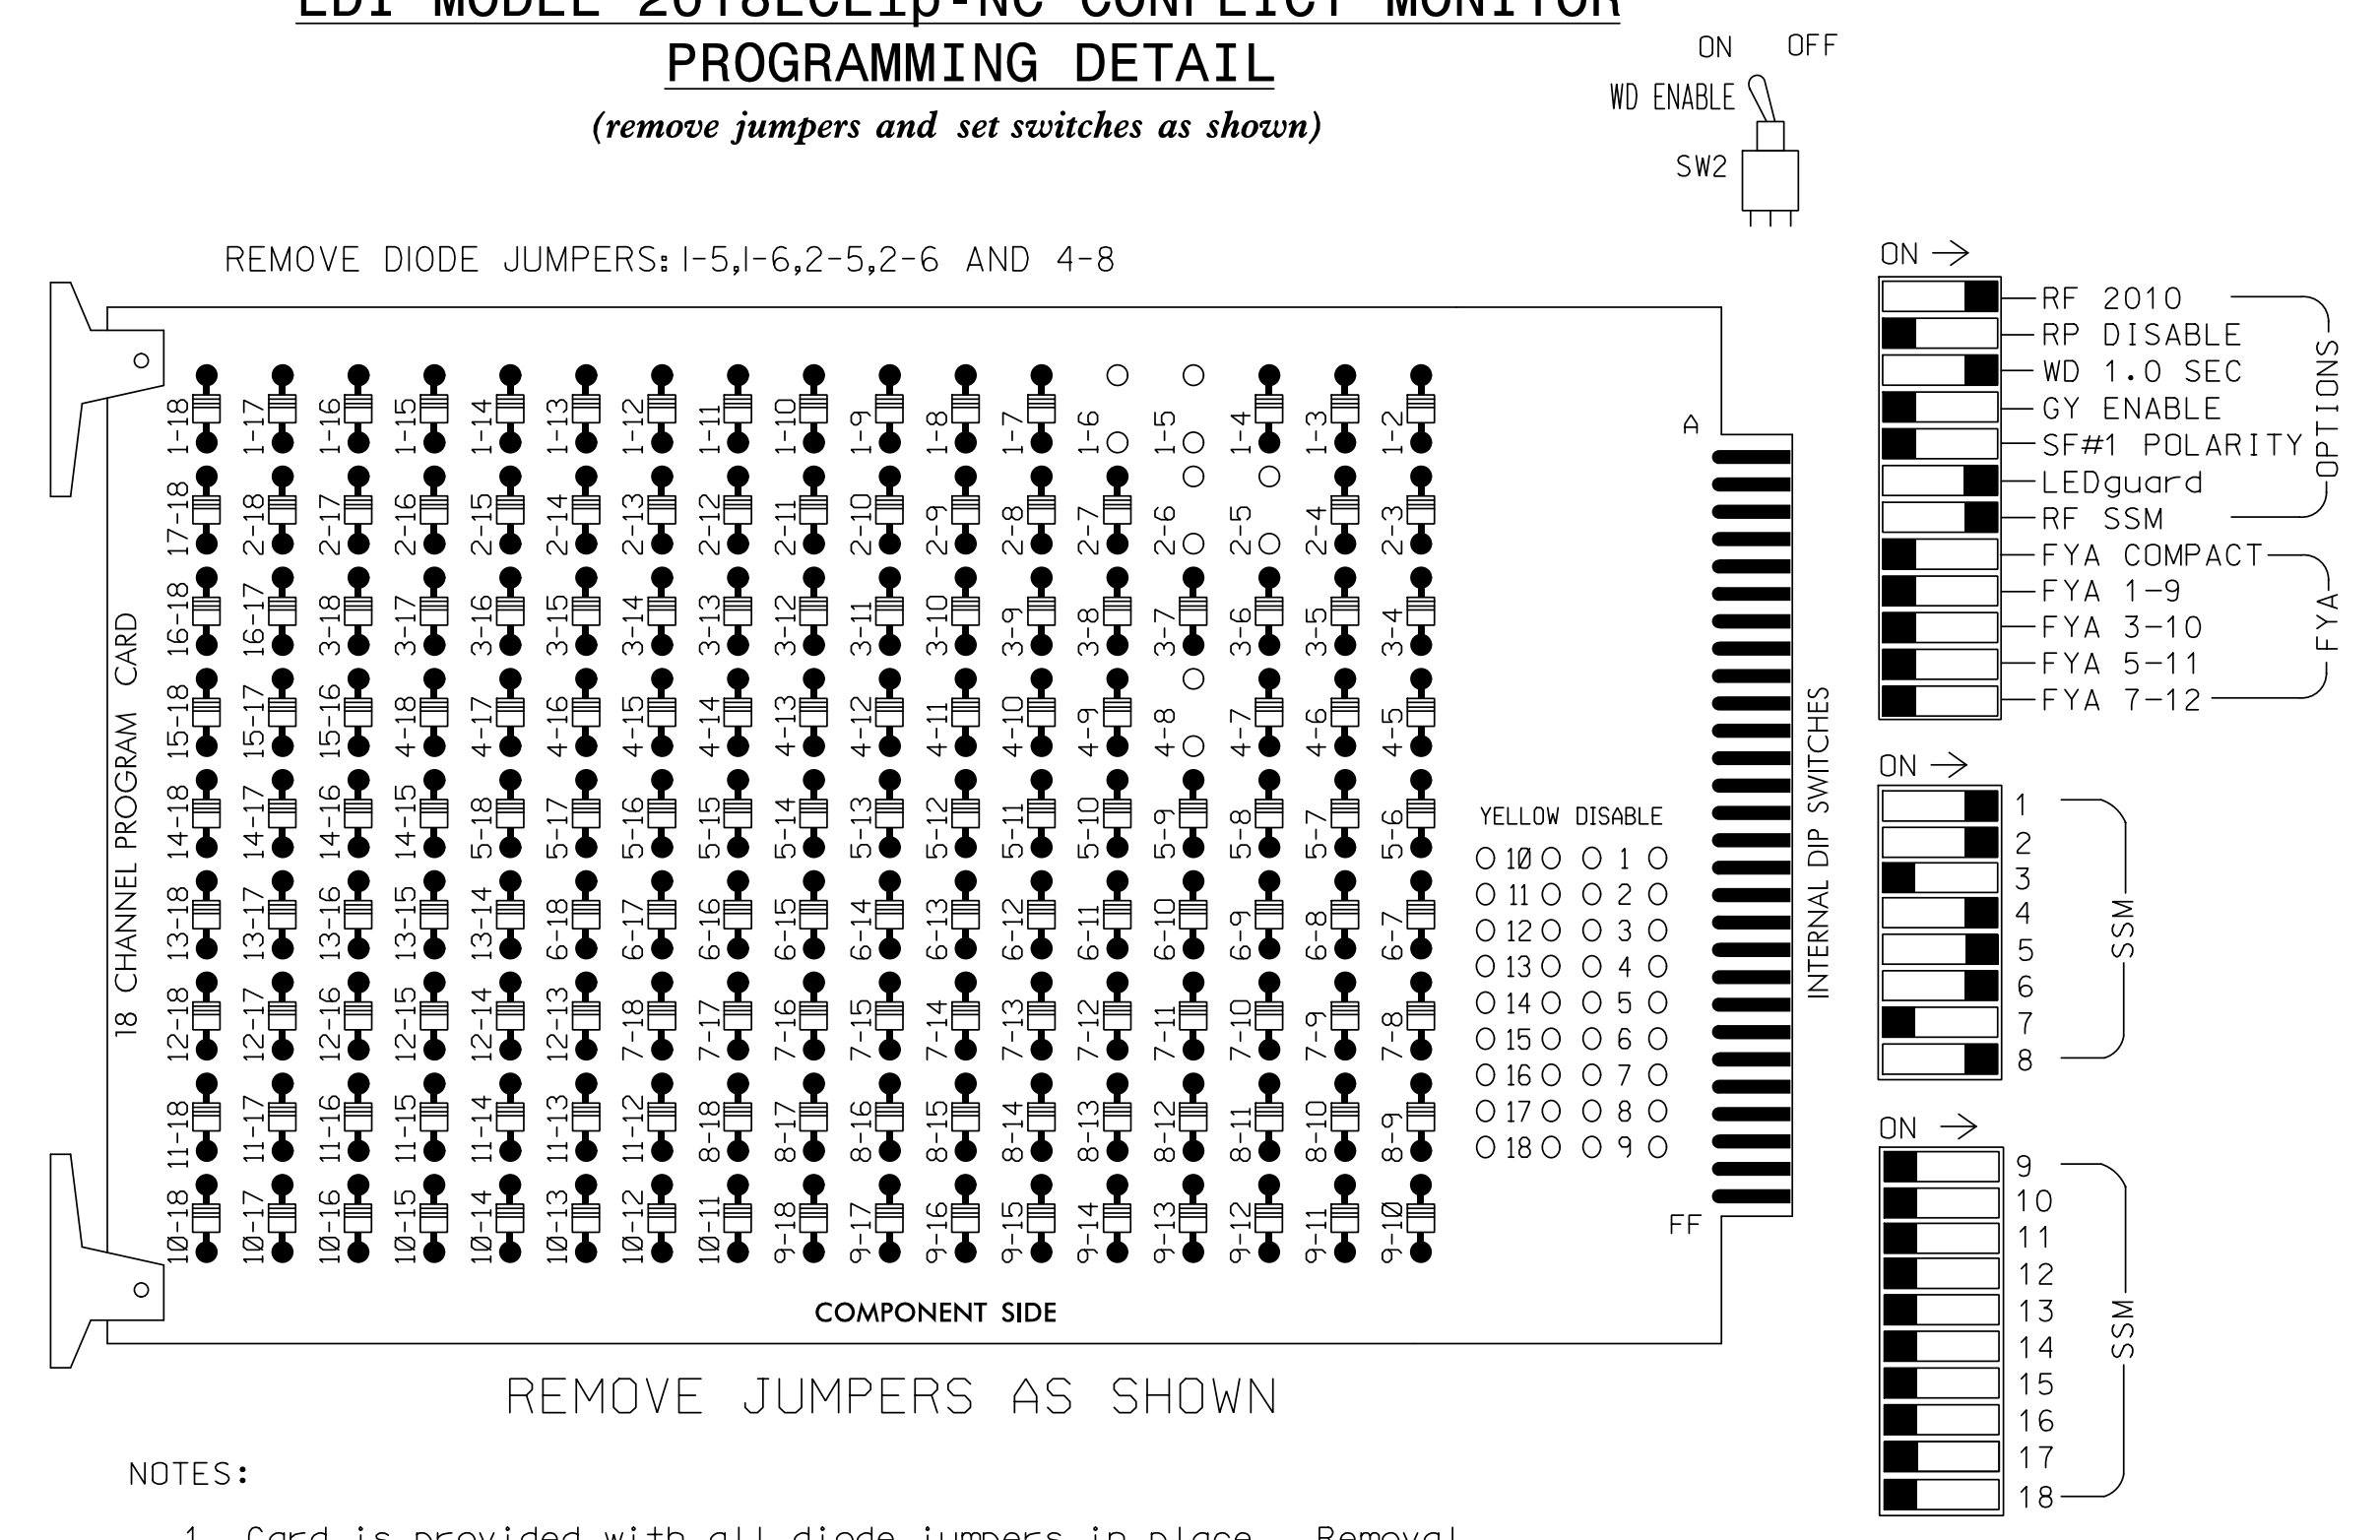 EDI MODEL 2018ECLip-NC CONFLICT MONITOR
PROGRAMMING DETAIL
(remove jumpers and set switches as shown)
ON OFF
WD ENABLE
SW2
REMOVE DIODE JUMPERS: 1-5,1-6,2-5,2-6 AND 4-8
18 CHANNEL PROGRAM CARD
1-18 1-17 1-16 1-15 1-14 1-13 1-12 1-11 1-10 1-9 1-8 1-7 1-6 1-5 1-4 1-3 1-2
17-18 2-18 2-17 2-16 2-15 2-14 2-13 2-12 2-11 2-10 2-9 2-8 2-7 2-6 2-5 2-4 2-3
16-18 16-17 3-18 3-17 3-16 3-15 3-14 3-13 3-12 3-11 3-10 3-9 3-8 3-7 3-6 3-5 3-4
15-18 15-17 15-16 4-18 4-17 4-16 4-15 4-14 4-13 4-12 4-11 4-10 4-9 4-8 4-7 4-6 4-5
14-18 14-17 14-16 14-15 5-18 5-17 5-16 5-15 5-14 5-13 5-12 5-11 5-10 5-9 5-8 5-7 5-6
13-18 13-17 13-16 13-15 13-14 6-18 6-17 6-16 6-15 6-14 6-13 6-12 6-11 6-10 6-9 6-8 6-7
12-18 12-17 12-16 12-15 12-14 12-13 7-18 7-17 7-16 7-15 7-14 7-13 7-12 7-11 7-10 7-9 7-8
11-18 11-17 11-16 11-15 11-14 11-13 11-12 8-18 8-17 8-16 8-15 8-14 8-13 8-12 8-11 8-10 8-9
10-18 10-17 10-16 10-15 10-14 10-13 10-12 10-11 9-18 9-17 9-16 9-15 9-14 9-13 9-12 9-11 9-10
YELLOW DISABLE
10 1
11 2
12 3
13 4
14 5
15 6
16 7
17 8
18 9
A
FF
COMPONENT SIDE
INTERNAL DIP SWITCHES
ON
RF 2010
RP DISABLE
WD 1.0 SEC
GY ENABLE
SF#1 POLARITY
LEDguard
RF SSM
OPTIONS
FYA COMPACT
FYA 1-9
FYA 3-10
FYA 5-11
FYA 7-12
FYA
ON
1
2
3
4
5
6
7
8
SSM
ON
9
10
11
12
13
14
15
16
17
18
SSM
REMOVE JUMPERS AS SHOWN
NOTES:
1. Card is provided with all diode jumpers in place. Removal